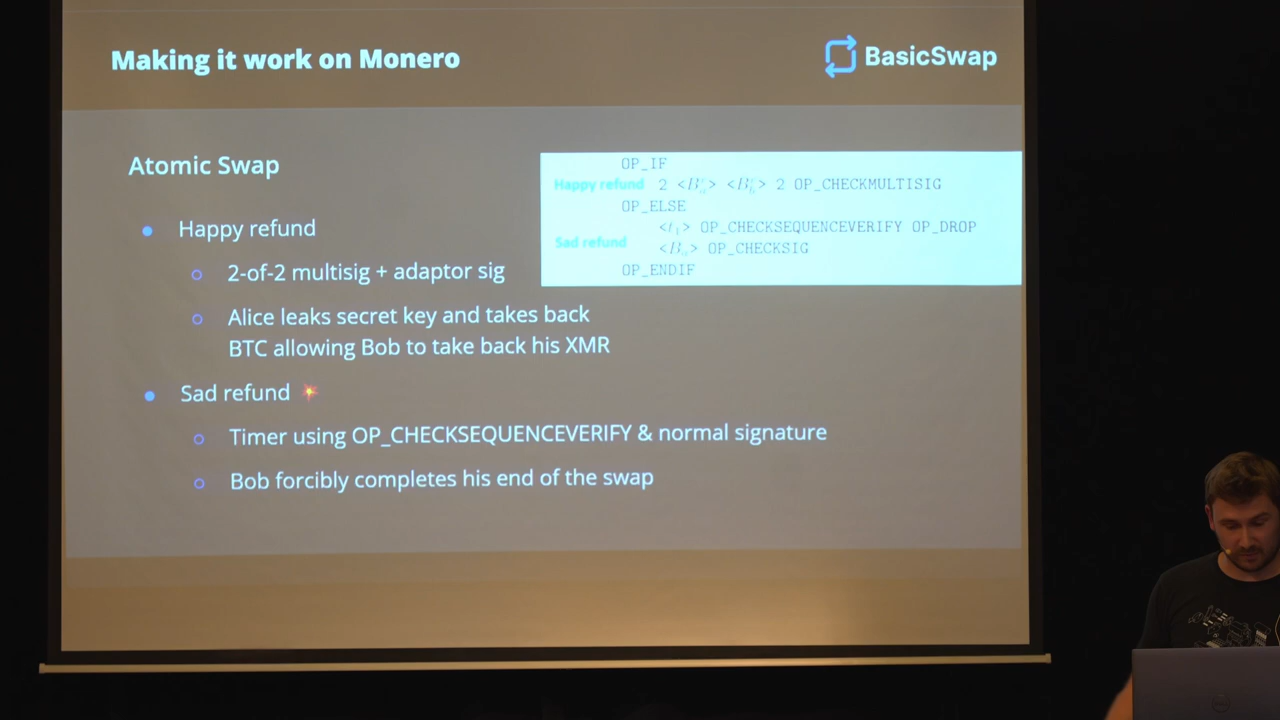 Making it work on Monero
BasicSwap
Atomic Swap
Happy refund
2-of-2 multisig + adaptor sig
Alice leaks secret key and takes back
BTC allowing Bob to take back his XMR
Sad refund
Timer using OP_CHECKSEQUENCEVERIFY & normal signature
Bob forcibly completes his end of the swap
OP_IF
Happy refund 2 <B> <B> 2 OP_CHECKMULTISIG
OP_ELSE
<t₁> OP_CHECKSEQUENCEVERIFY OP_DROP
Sad refund
<B> OP_CHECKSIG
OP_ENDIF